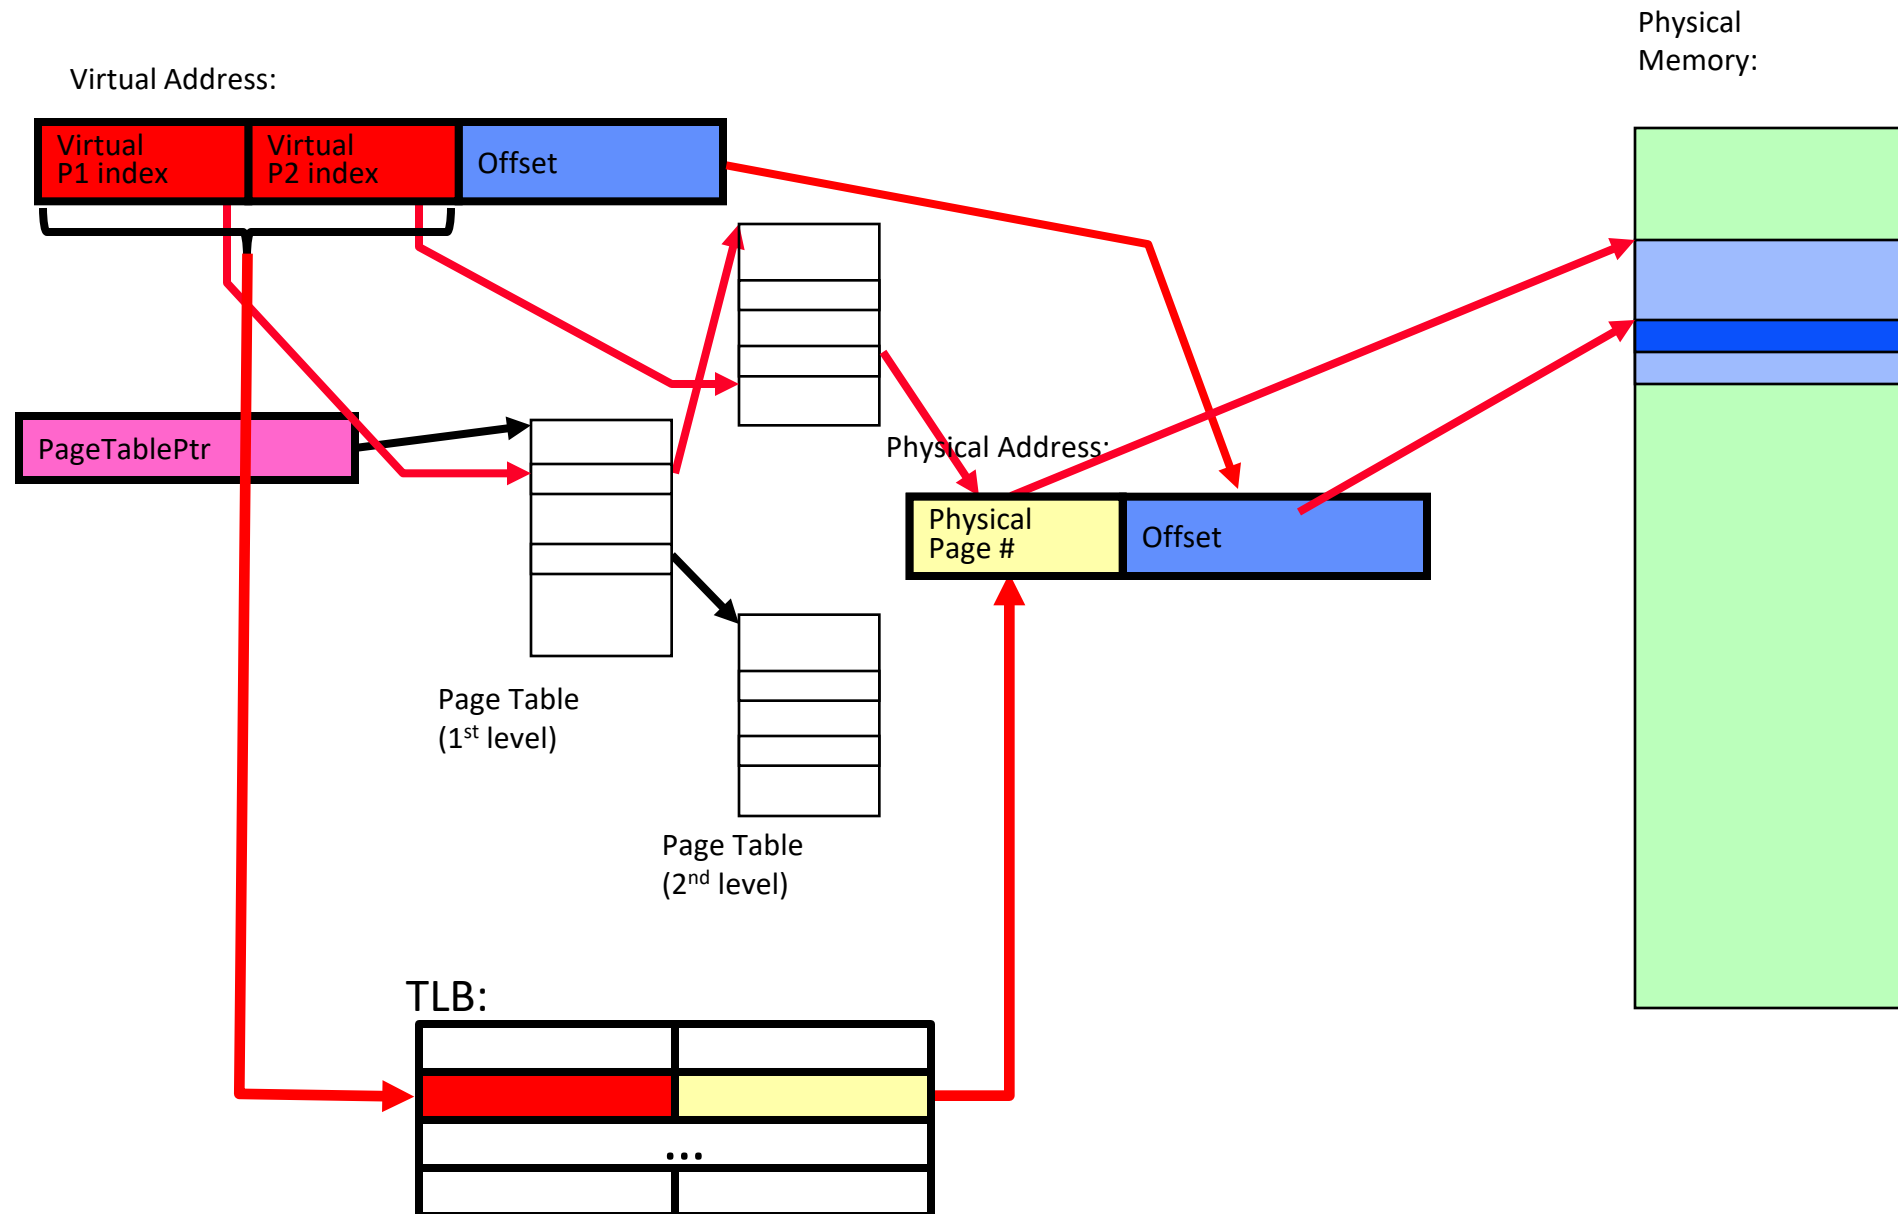 Physical
Memory:
Virtual Address:
Virtual
P1 index
Virtual
P2 index
Offset
PageTablePtr
Physical Address:
Physical
Page #
Offset
Page Table
(1st level)
Page Table
(2nd level)
TLB:
...